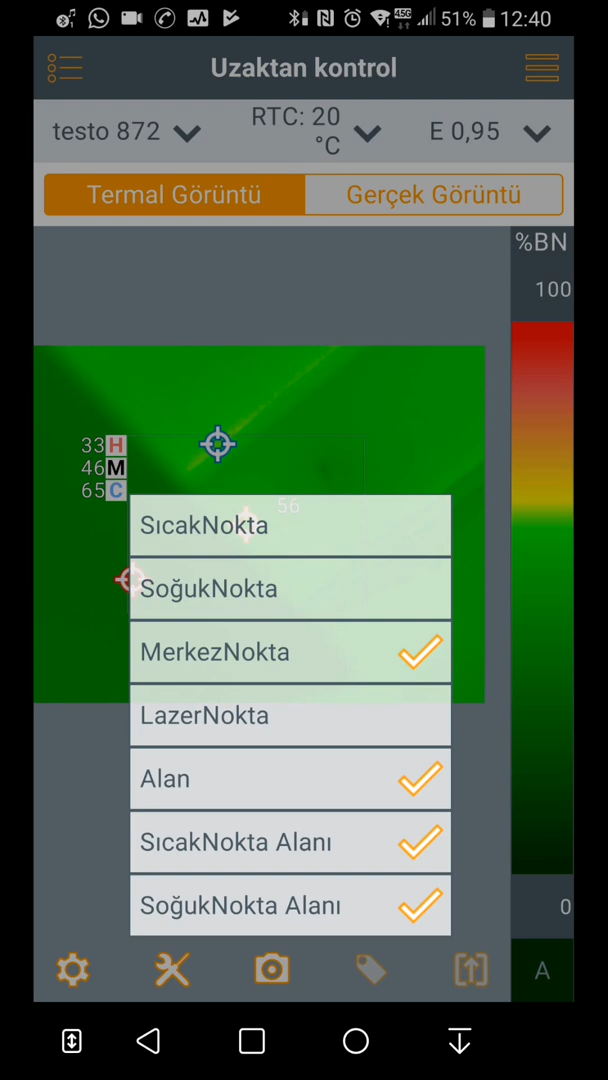 45G
51%
12:40
Uzaktan kontrol
testo 872
RTC: 20
°C
E 0,95
Termal Görüntü
Gerçek Görüntü
%BN
100
33 H
46 M
65 C
56
SıcakNokta
SoğukNokta
MerkezNokta
LazerNokta
Alan
SıcakNokta Alanı
SoğukNokta Alanı
0
A